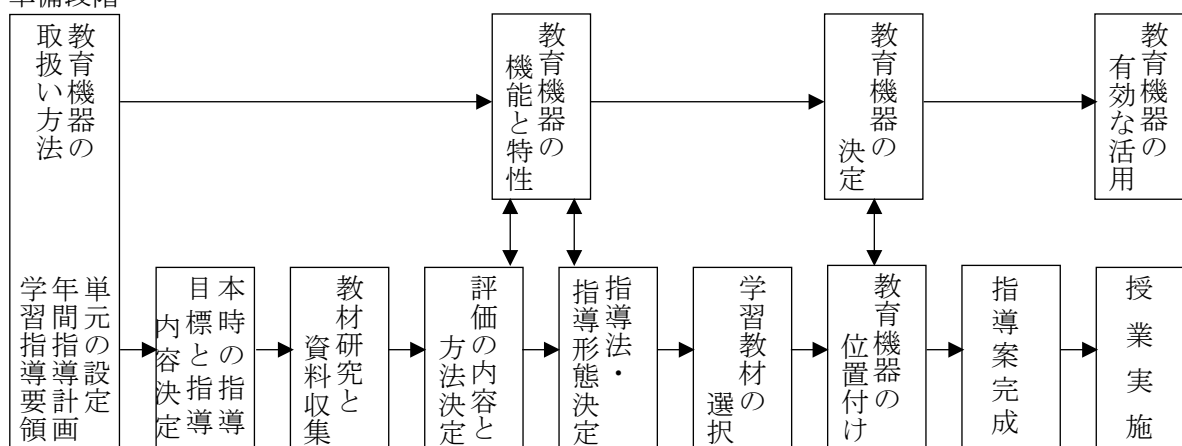 準備段階
教育機器の
取扱い方法
教育機器の
機能と特性
教育機器の
決定
教育機器の
有効な活用
単元の設定
年間指導計画
学習指導要領
本時の指導
目標と指導
内容決定
教材研究と
資料収集
評価の内容と
方法決定
指導法・
指導形態決定
学習教材の
選択
教育機器の
位置付け
指導案完成
授業実施